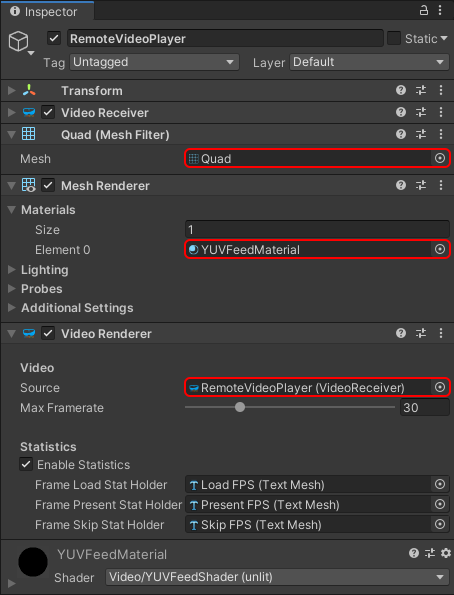 Inspector
RemoteVideoPlayer Static
Tag Untagged Layer Default
Transform
Video Receiver
Quad (Mesh Filter)
Mesh Quad
Mesh Renderer
Materials
Size 1
Element 0 YUVFeedMaterial
Lighting
Probes
Additional Settings
Video Renderer
Video
Source RemoteVideoPlayer (VideoReceiver)
Max Framerate 30
Statistics
Enable Statistics
Frame Load Stat Holder Load FPS (Text Mesh)
Frame Present Stat Holder Present FPS (Text Mesh)
Frame Skip Stat Holder Skip FPS (Text Mesh)
YUVFeedMaterial
Shader Video/YUVFeedShader (unlit)